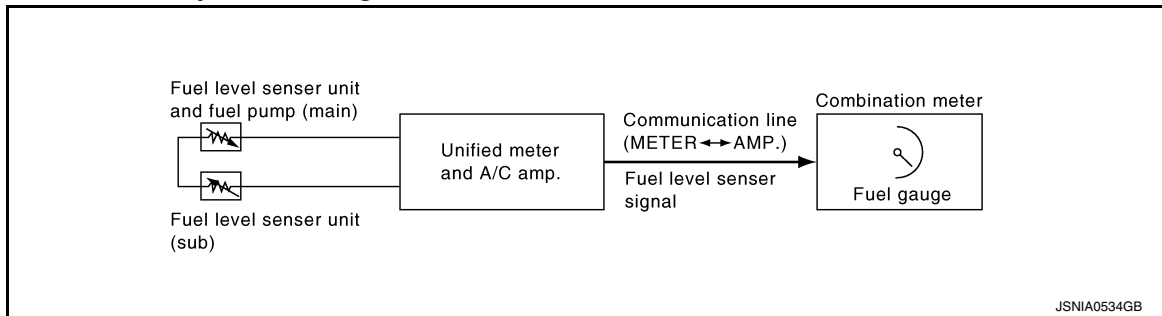 Fuel level senser unit
and fuel pump (main)
Fuel level senser unit
(sub)
Unified meter
and A/C amp.
Communication line
(METER↔AMP.)
Fuel level senser
signal
Combination meter
Fuel gauge
JSNIA0534GB